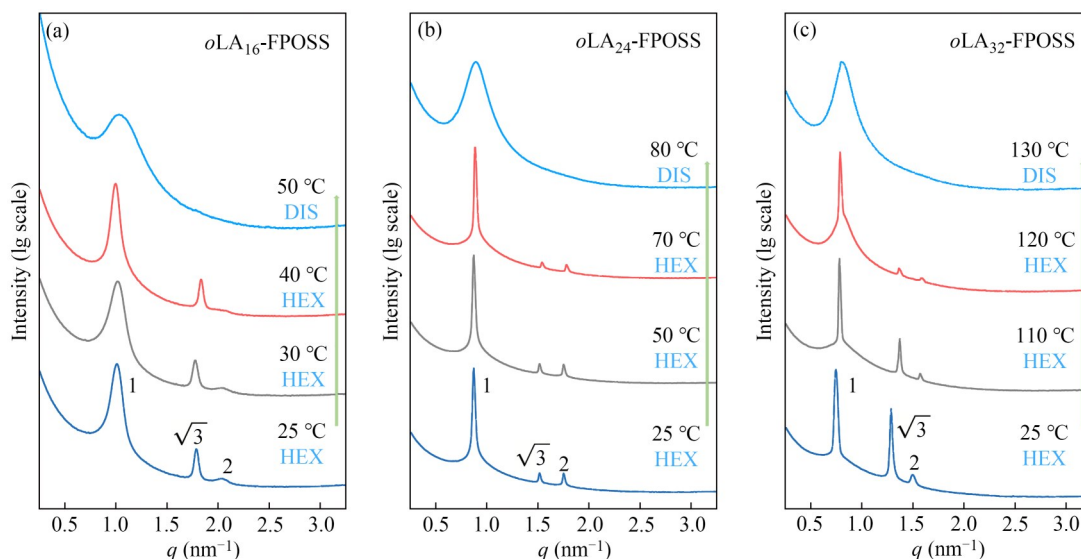 (a)
oLA₁₆-FPOSS
50 °C
DIS
40 °C
HEX
30 °C
HEX
1
√3
2
25 °C
HEX
Intensity (lg scale)
0.5 1.0 1.5 2.0 2.5 3.0
q (nm⁻¹)
(b)
oLA₂₄-FPOSS
80 °C
DIS
70 °C
HEX
50 °C
HEX
1
√3
2
25 °C
HEX
Intensity (lg scale)
0.5 1.0 1.5 2.0 2.5 3.0
q (nm⁻¹)
(c)
oLA₃₂-FPOSS
130 °C
DIS
120 °C
HEX
110 °C
HEX
1
√3
2
25 °C
HEX
Intensity (lg scale)
0.5 1.0 1.5 2.0 2.5 3.0
q (nm⁻¹)